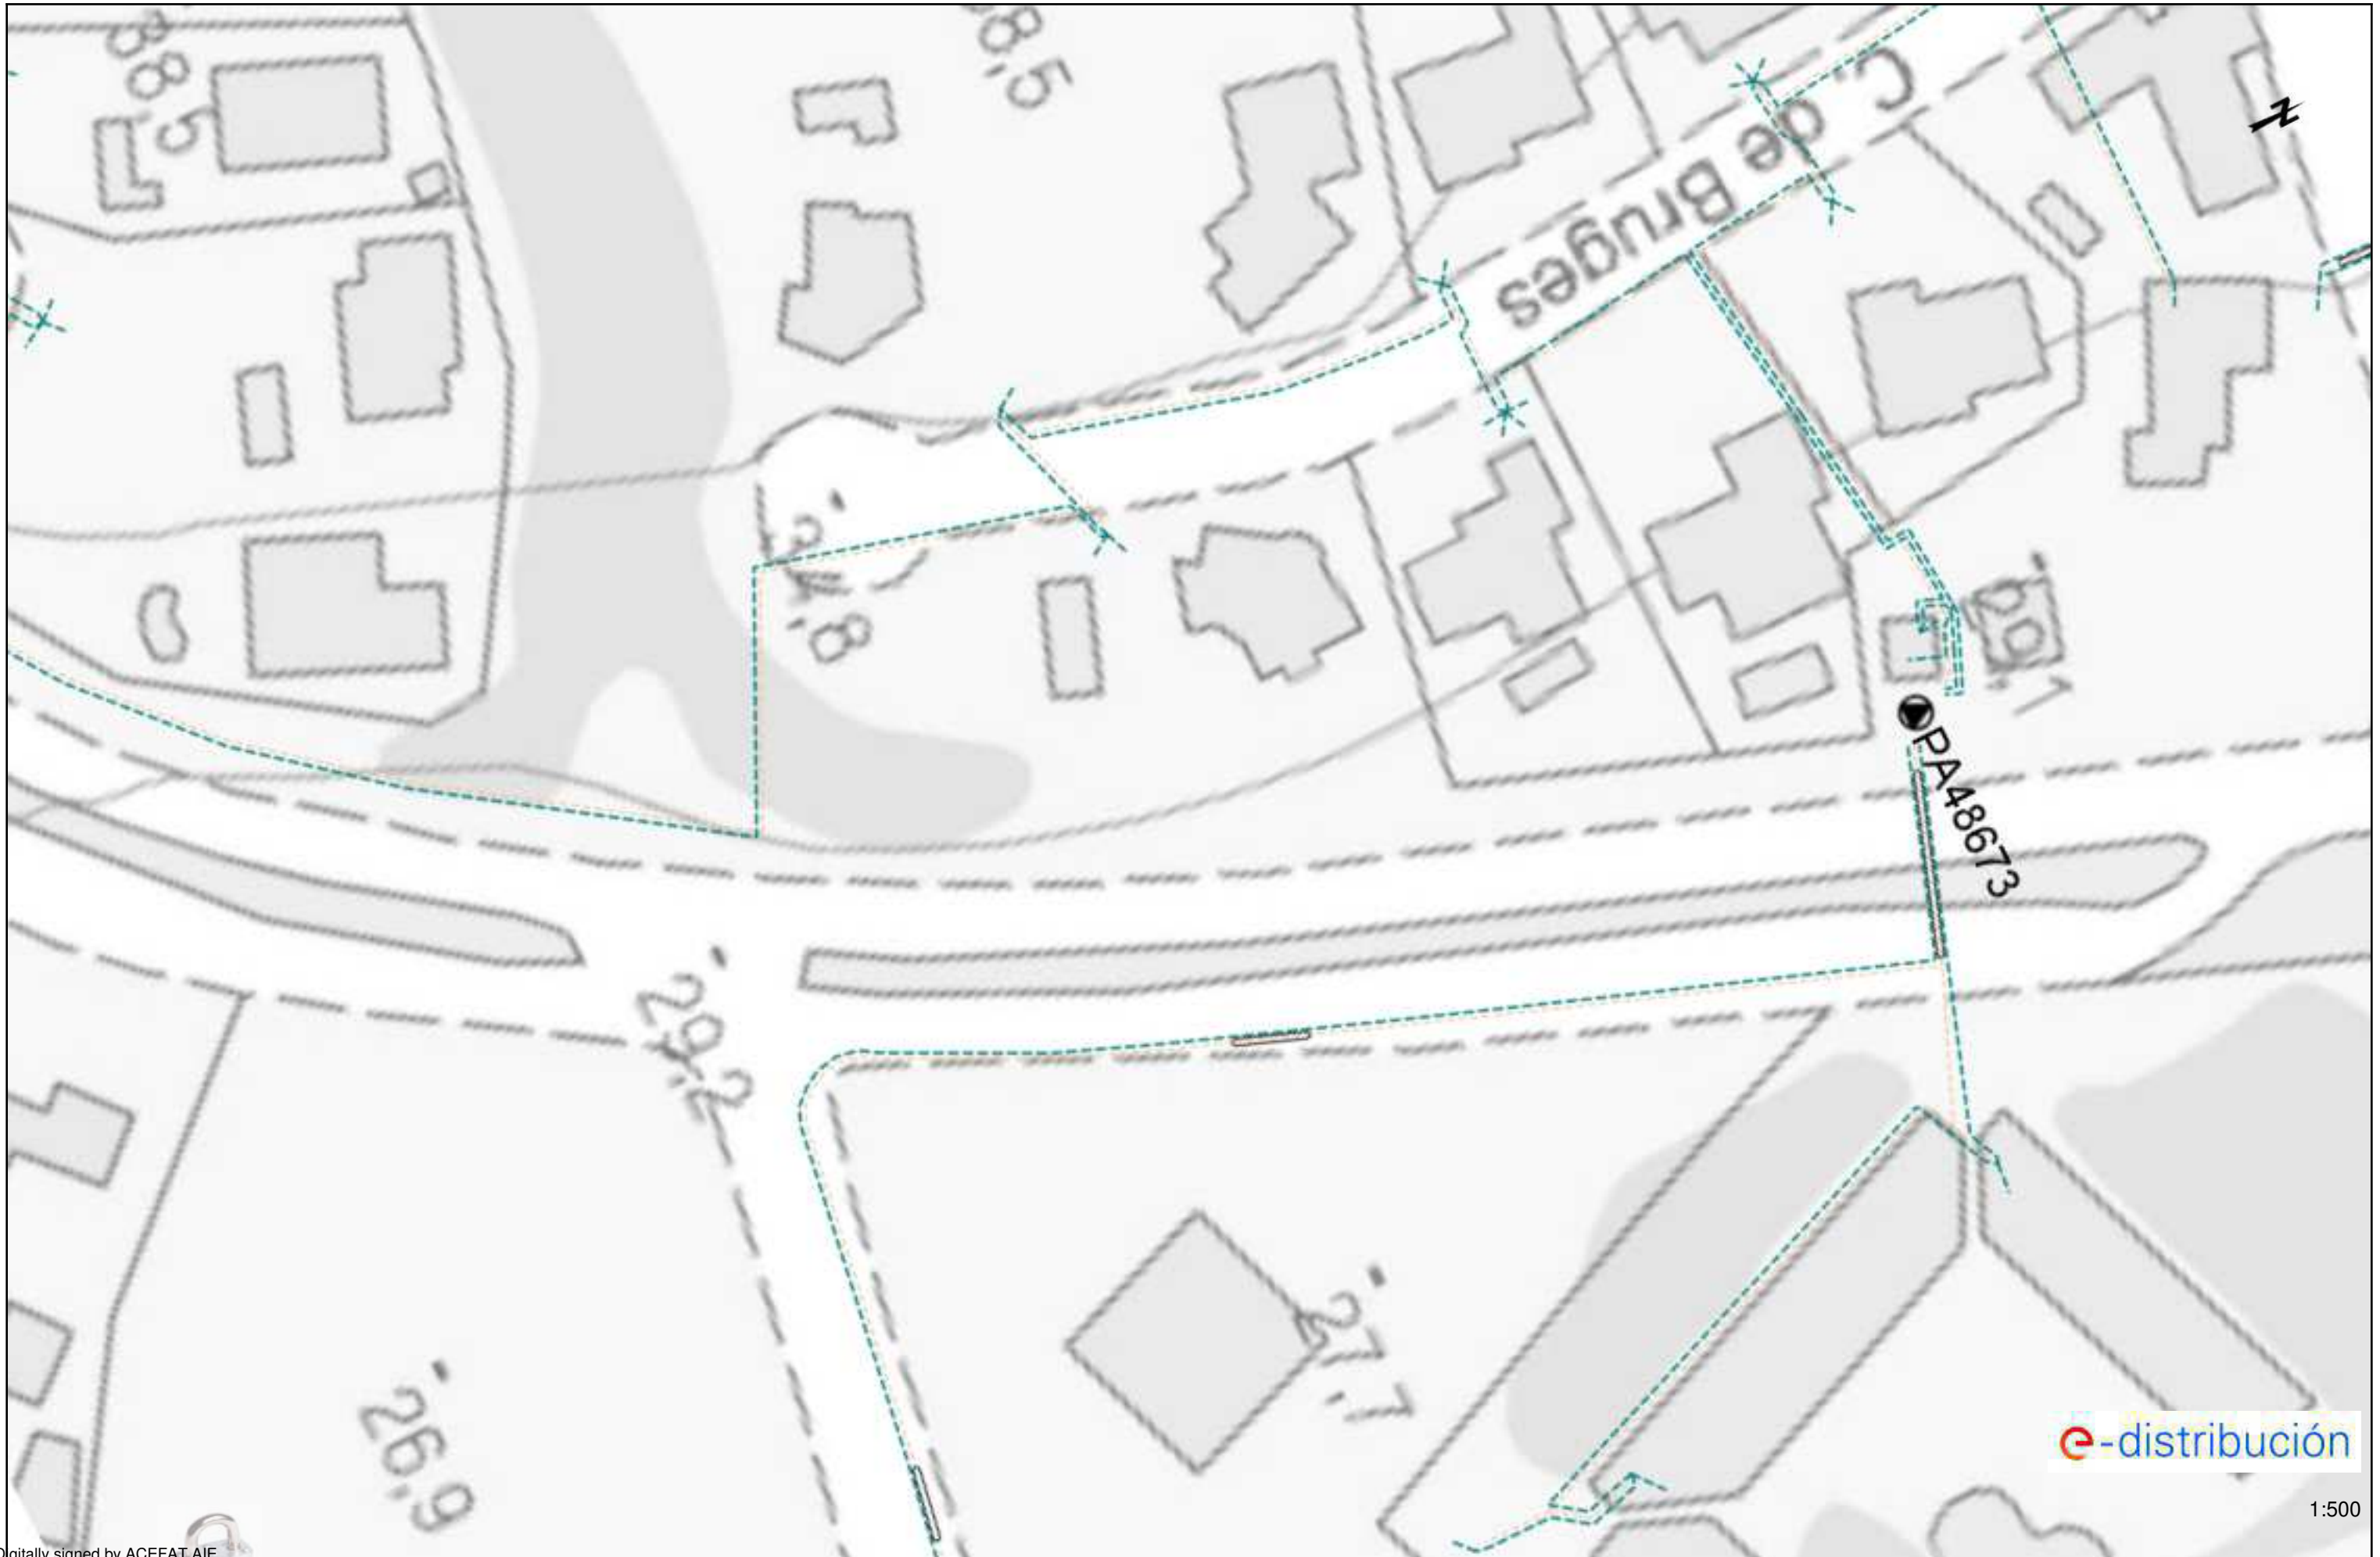 38,5
38,5
C. de Bruges
N
34,8
29,1
PA48673
29,2
27,7
26,9
e-distribución
1:500
Digitally signed by ACEFAT AIE